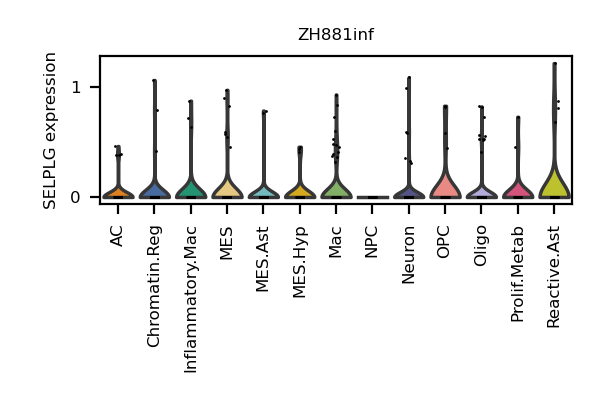 ZH881inf
SELPLG expression
1
0
AC
Chromatin.Reg
Inflammatory.Mac
MES
MES.Ast
MES.Hyp
Mac
NPC
Neuron
OPC
Oligo
Prolif.Metab
Reactive.Ast